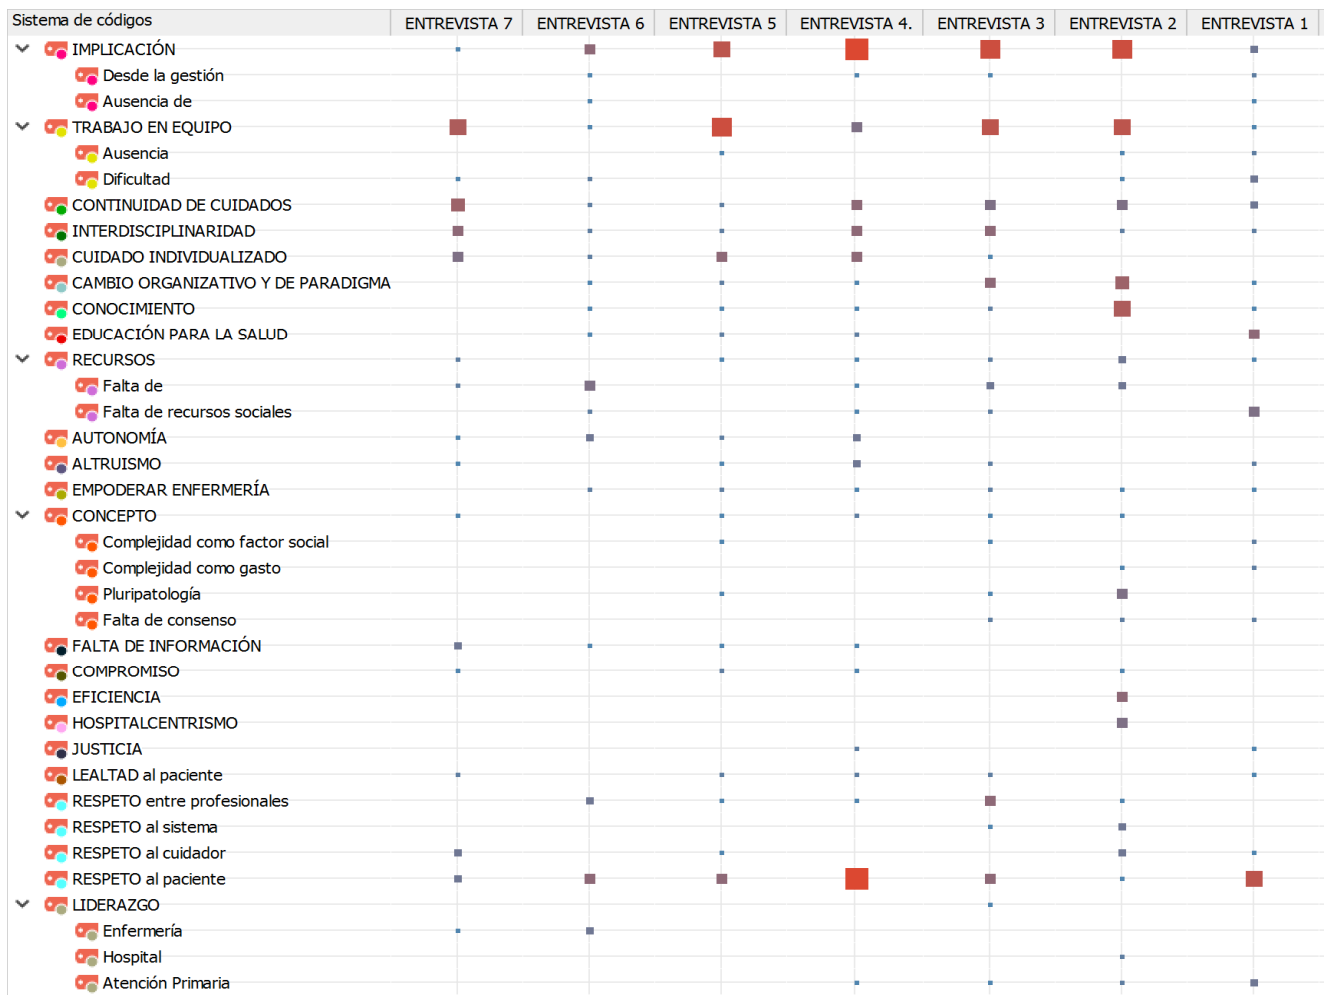 Sistema de códigos ENTREVISTA 7 ENTREVISTA 6 ENTREVISTA 5 ENTREVISTA 4. ENTREVISTA 3 ENTREVISTA 2 ENTREVISTA 1
IMPLICACIÓN
Desde la gestión
Ausencia de
TRABAJO EN EQUIPO
Ausencia
Dificultad
CONTINUIDAD DE CUIDADOS
INTERDISCIPLINARIDAD
CUIDADO INDIVIDUALIZADO
CAMBIO ORGANIZATIVO Y DE PARADIGMA
CONOCIMIENTO
EDUCACIÓN PARA LA SALUD
RECURSOS
Falta de
Falta de recursos sociales
AUTONOMÍA
ALTRUISMO
EMPODERAR ENFERMERÍA
CONCEPTO
Complejidad como factor social
Complejidad como gasto
Pluripatología
Falta de consenso
FALTA DE INFORMACIÓN
COMPROMISO
EFICIENCIA
HOSPITALCENTRISMO
JUSTICIA
LEALTAD al paciente
RESPETO entre profesionales
RESPETO al sistema
RESPETO al cuidador
RESPETO al paciente
LIDERAZGO
Enfermería
Hospital
Atención Primaria